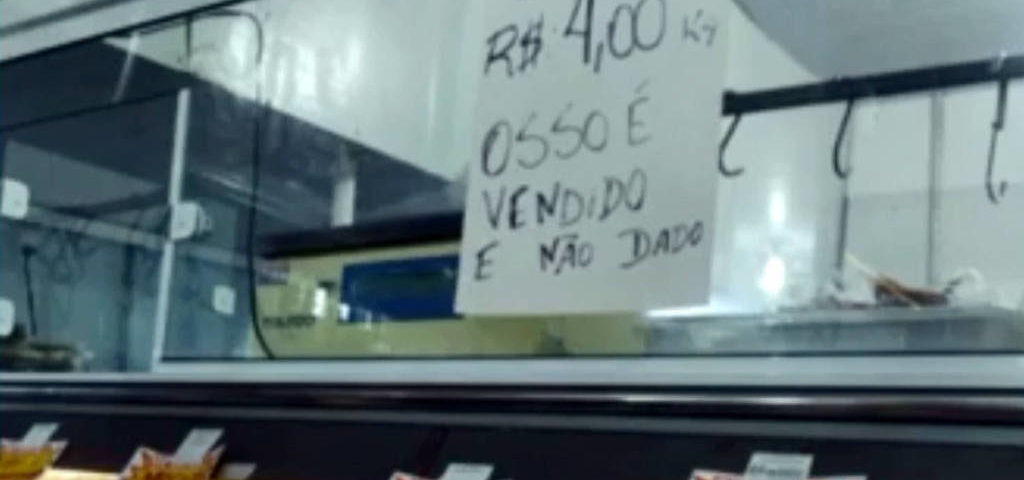 R$ 4,00 Kg
OSSO É
VENDIDO
E NÃO DADO